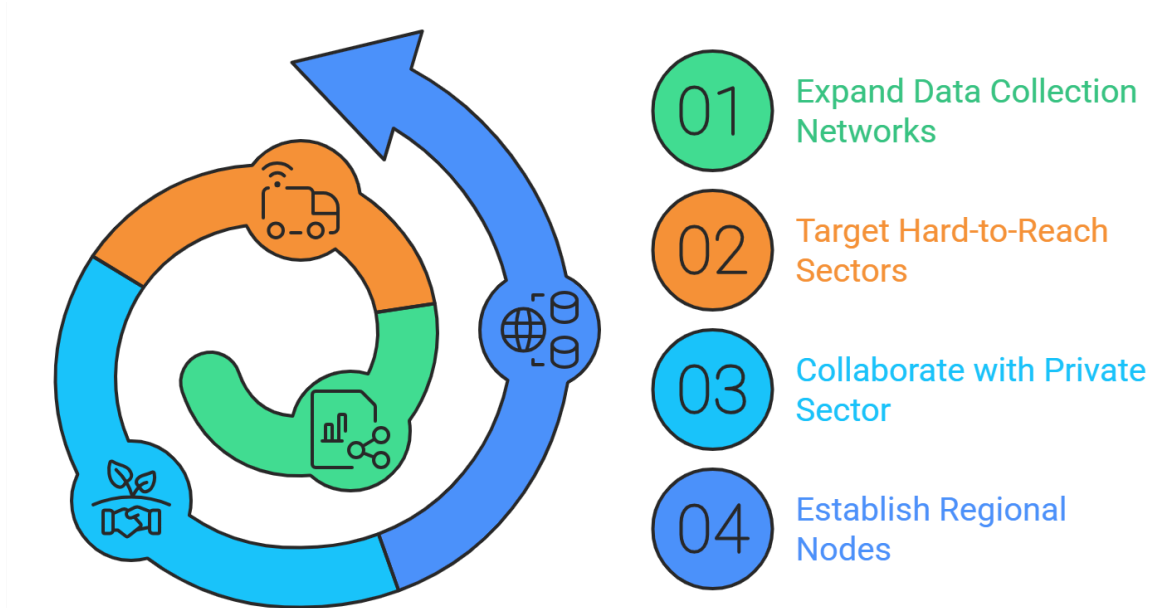 01
Expand Data Collection
Networks
02
Target Hard-to-Reach
Sectors
03
Collaborate with Private
Sector
04
Establish Regional
Nodes